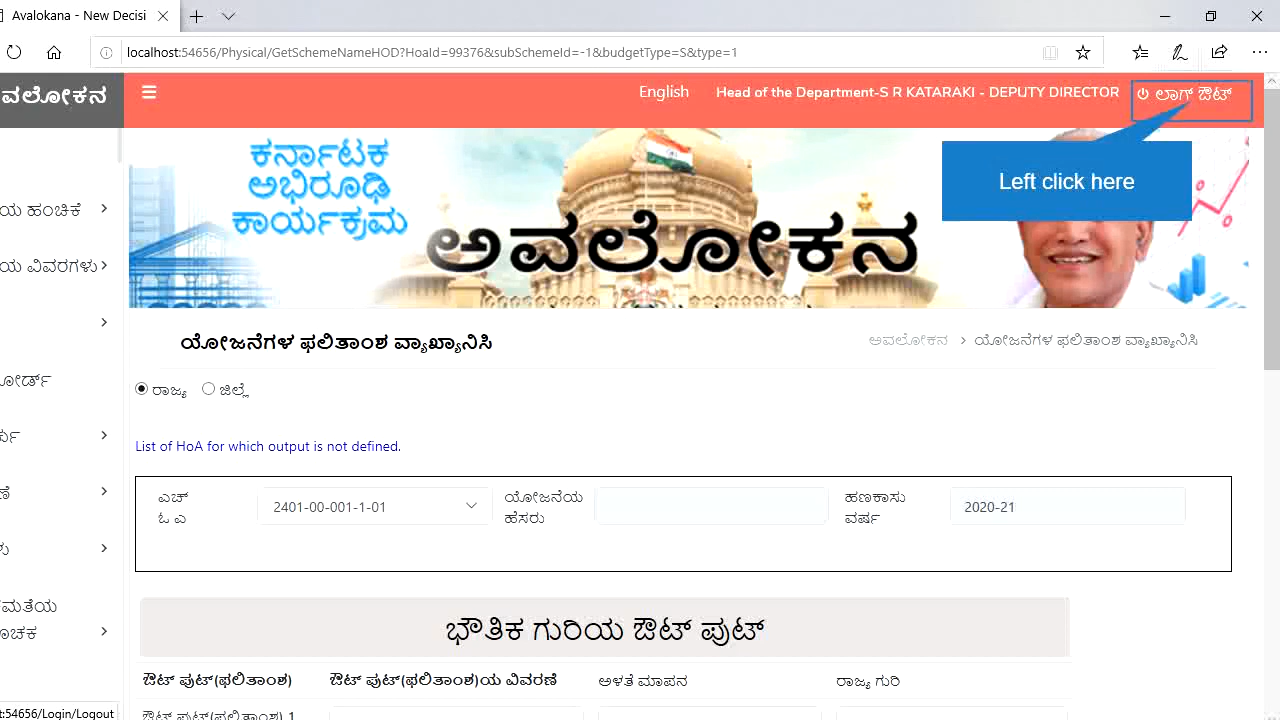 Avalokana - New Decisi
localhost:54656/Physical/GetSchemeNameHOD?HoaId=99376&subSchemeId=-1&budgetType=S&type=1
ವಲೋಕನ
English Head of the Department-S R KATARAKI - DEPUTY DIRECTOR ಲಾಗ್ ಔಟ್
Left click here
ಕರ್ನಾಟಕ
ಅಭಿರೂಢಿ
ಕಾರ್ಯಕ್ರಮ
ಅವಲೋಕನ
ಯ ಹಂಚಿಕೆ
ಯ ವಿವರಗಳು
ೋರ್ಡ್
ಮತೆಯ
ೂಚಕ
ಯೋಜನೆಗಳ ಫಲಿತಾಂಶ ವ್ಯಾಖ್ಯಾನಿಸಿ
ಅವಲೋಕನ > ಯೋಜನೆಗಳ ಫಲಿತಾಂಶ ವ್ಯಾಖ್ಯಾನಿಸಿ
ರಾಜ್ಯ ಜಿಲ್ಲೆ
List of HoA for which output is not defined.
ಎಚ್ ಓ ಎ 2401-00-001-1-01 ಯೋಜನೆಯ ಹೆಸರು ಹಣಕಾಸು ವರ್ಷ 2020-21
ಭೌತಿಕ ಗುರಿಯ ಔಟ್ ಪುಟ್
ಔಟ್ ಪುಟ್(ಫಲಿತಾಂಶ) ಔಟ್ ಪುಟ್(ಫಲಿತಾಂಶ)ಯ ವಿವರಣೆ ಅಳತೆ ಮಾಪನ ರಾಜ್ಯ ಗುರಿ
ಔಟ್ ಪುಟ್(ಫಲಿತಾಂಶ) 1
t:54656/Login/Logout